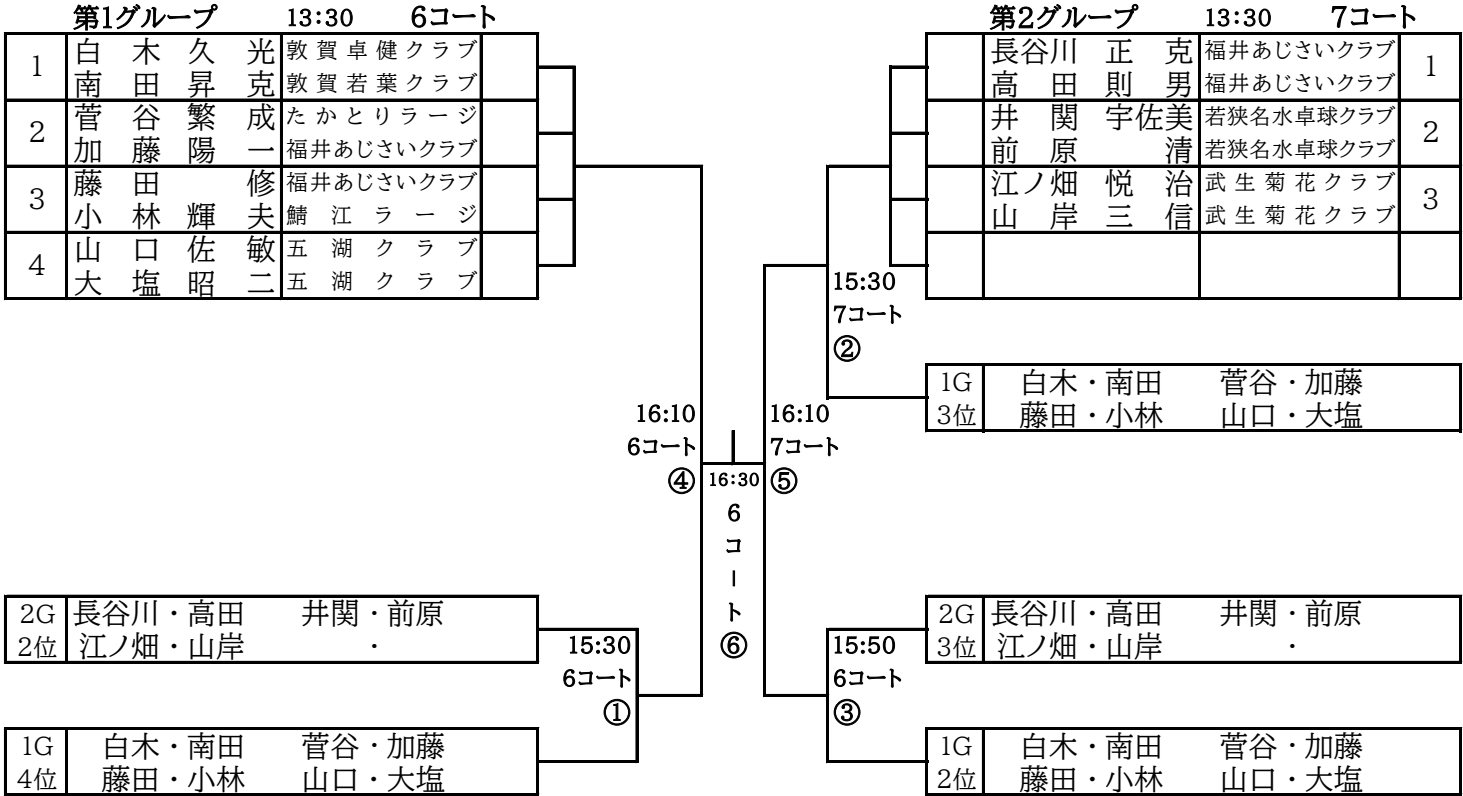 第1グループ 13:30 6コート
1
白木久光 敦賀卓健クラブ
南田昇克 敦賀若葉クラブ
2
菅谷繁成 たかとりラージ
加藤陽一 福井あじさいクラブ
3
藤田修 福井あじさいクラブ
小林輝夫 鯖江ラージ
4
山口佐敏 五湖クラブ
大塩昭二 五湖クラブ
第2グループ 13:30 7コート
長谷川正克 福井あじさいクラブ
高田則男 福井あじさいクラブ
1
井関宇佐美 若狭名水卓球クラブ
前原清 若狭名水卓球クラブ
2
江ノ畑悦治 武生菊花クラブ
山岸三信 武生菊花クラブ
3
15:30
7コート
②
1G 白木・南田 菅谷・加藤
3位 藤田・小林 山口・大塩
16:10
6コート
④
16:10
7コート
⑤
16:30
6コート
⑥
2G 長谷川・高田 井関・前原
2位 江ノ畑・山岸 ・
15:30
6コート
①
1G 白木・南田 菅谷・加藤
4位 藤田・小林 山口・大塩
2G 長谷川・高田 井関・前原
3位 江ノ畑・山岸 ・
15:50
6コート
③
1G 白木・南田 菅谷・加藤
2位 藤田・小林 山口・大塩